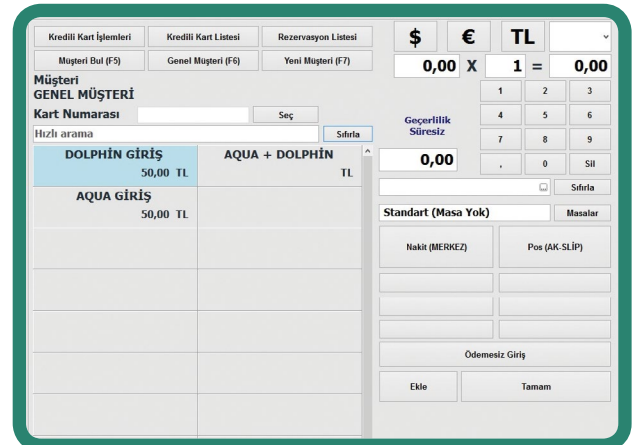 Kredili Kart İşlemleri
Kredili Kart Listesi
Rezervasyon Listesi
Müşteri Bul (F5)
Genel Müşteri (F6)
Yeni Müşteri (F7)
Müşteri
GENEL MÜŞTERİ
Kart Numarası
Seç
Hızlı arama
Sıfırla
DOLPHİN GİRİŞ
50,00 TL
AQUA + DOLPHİN
TL
AQUA GİRİŞ
50,00 TL
$ € TL
0,00 X 1 = 0,00
1 2 3
4 5 6
7 8 9
, 0 Sil
Geçerlilik
Süresiz
0,00
Sıfırla
Standart (Masa Yok)
Masalar
Nakit (MERKEZ)
Pos (AK-SLİP)
Ödemesiz Giriş
Ekle
Tamam